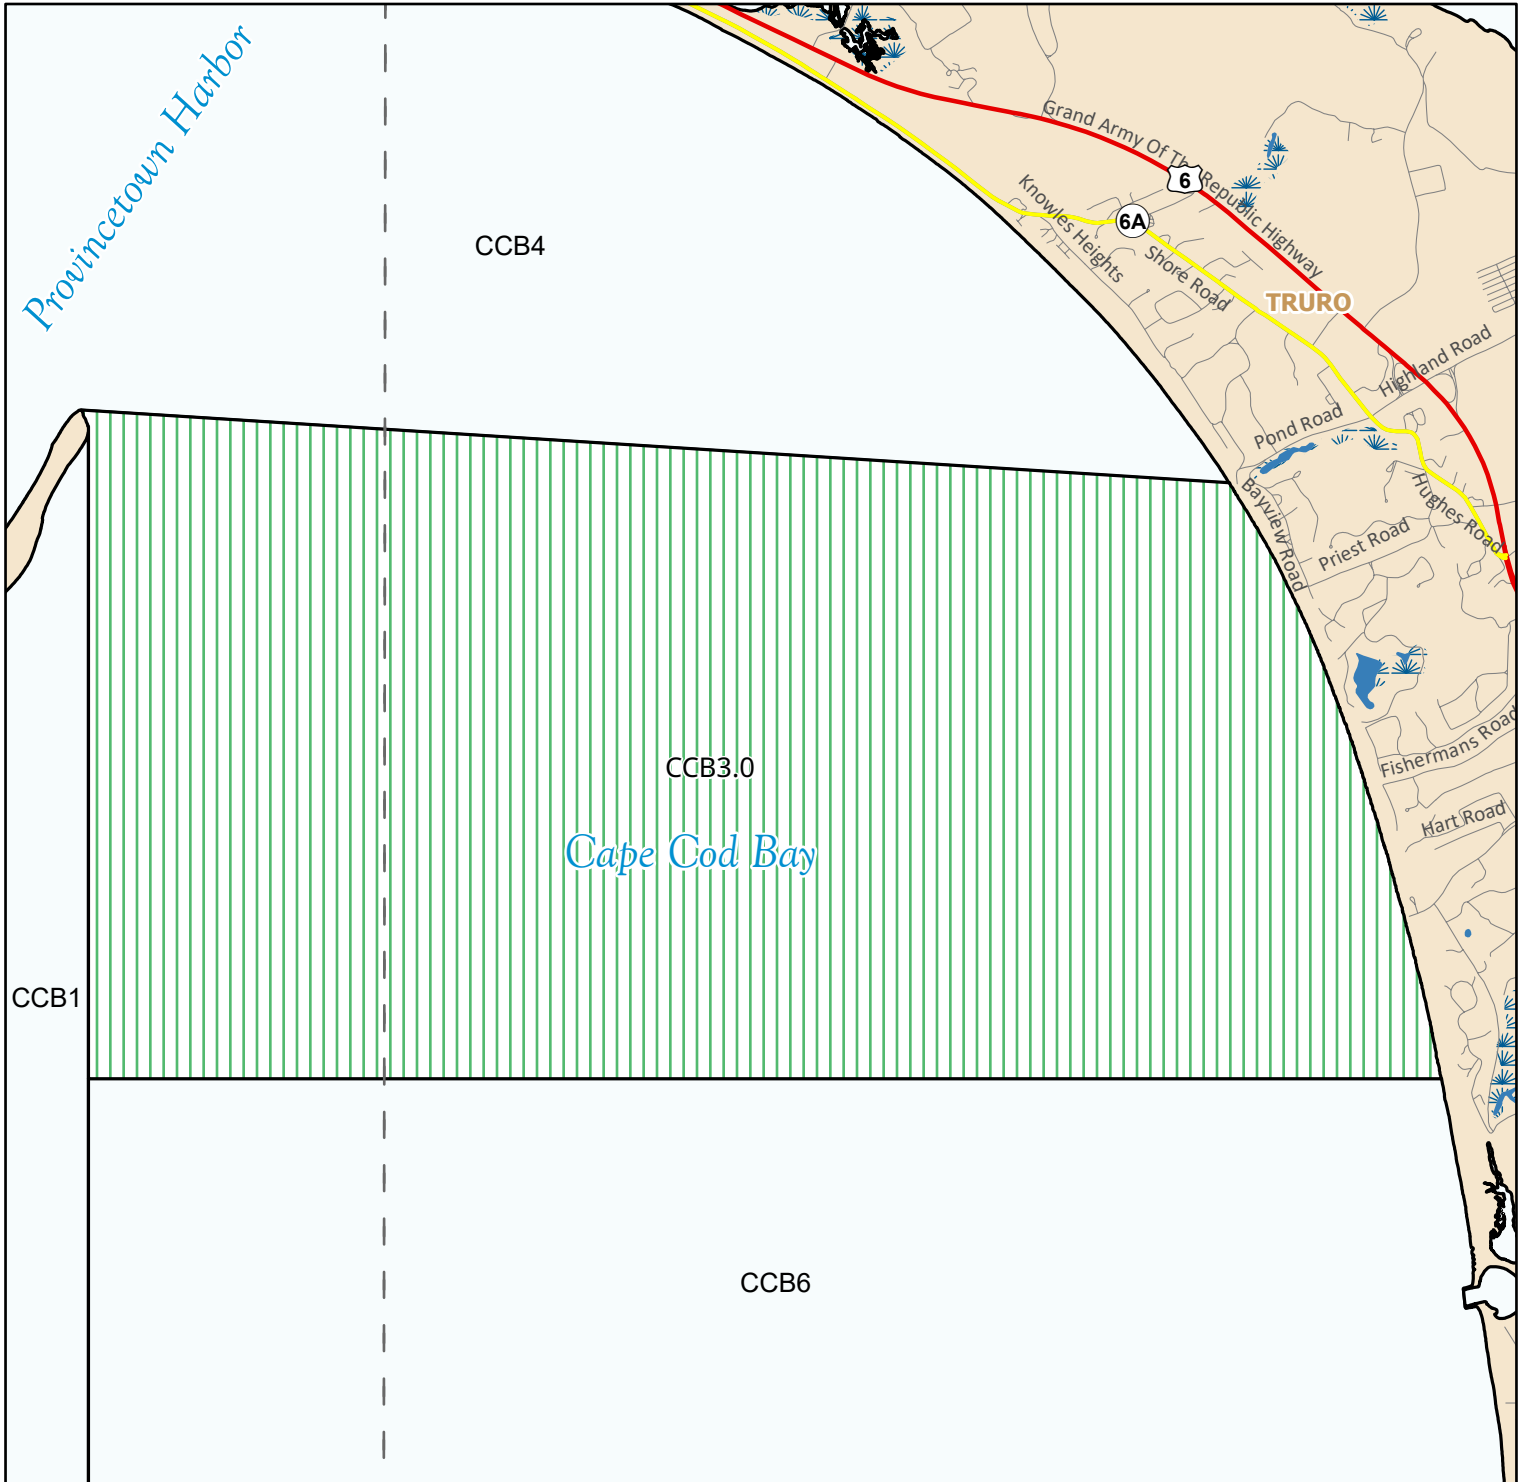 Provincetown Harbor
Grand Army Of The Republic Highway
6
Knowles Heights
6A
CCB4
Shore Road
TRURO
Highland Road
Pond Road
Bayview Road
Hughes Road
Priest Road
Fishermans Road
CCB3.0
Hart Road
Cape Cod Bay
CCB1
CCB6